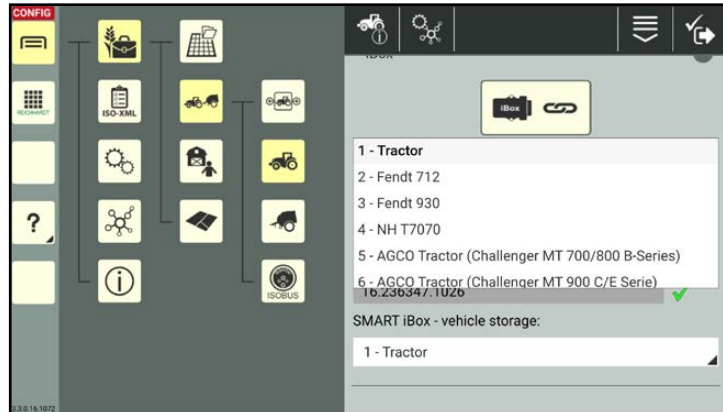 CONFIG
REICHHARDT
ISO-XML
?
ISOBUS
3.3.0.16.1072
iBox
iBox
1 - Tractor
2 - Fendt 712
3 - Fendt 930
4 - NH T7070
5 - AGCO Tractor (Challenger MT 700/800 B-Series)
6 - AGCO Tractor (Challenger MT 900 C/E Serie)
16.236347.1026
SMART iBox - vehicle storage:
1 - Tractor